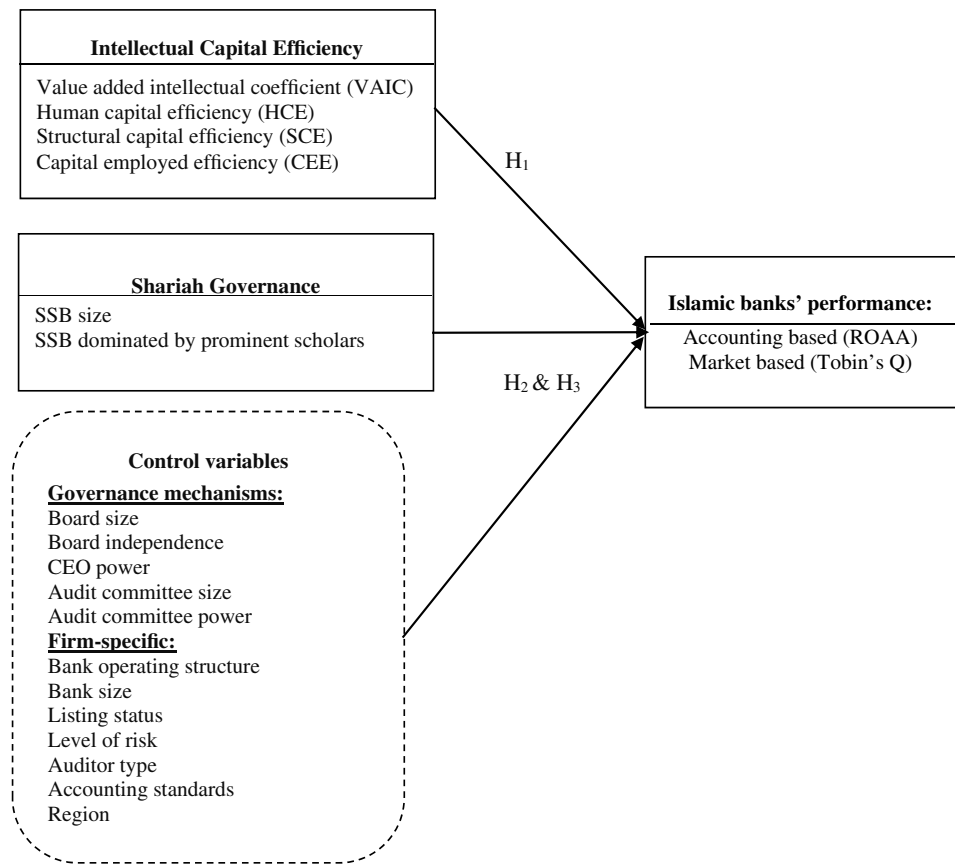 Intellectual Capital Efficiency
Value added intellectual coefficient (VAIC)
Human capital efficiency (HCE)
Structural capital efficiency (SCE)
Capital employed efficiency (CEE)
H₁
Shariah Governance
SSB size
SSB dominated by prominent scholars
Islamic banks’ performance:
Accounting based (ROAA)
Market based (Tobin’s Q)
H₂ & H₃
Control variables
Governance mechanisms:
Board size
Board independence
CEO power
Audit committee size
Audit committee power
Firm-specific:
Bank operating structure
Bank size
Listing status
Level of risk
Auditor type
Accounting standards
Region